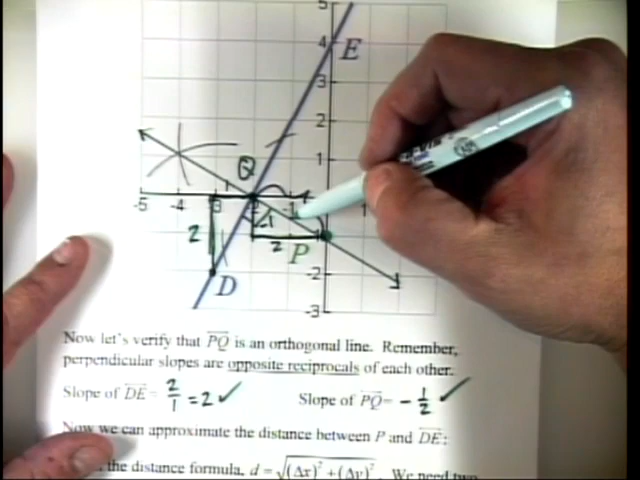 5
4 E
3
2
Q 1
-5 -4 -3
2 -1
2 P
D -2
-3
Now let's verify that PQ is an orthogonal line. Remember,
perpendicular slopes are opposite reciprocals of each other.
Slope of DE = 2/1 = 2 ✓ Slope of PQ = - 1/2 ✓
Now we can approximate the distance between P and DE:
the distance formula, d = √(Δx)² + (Δy)². We need two